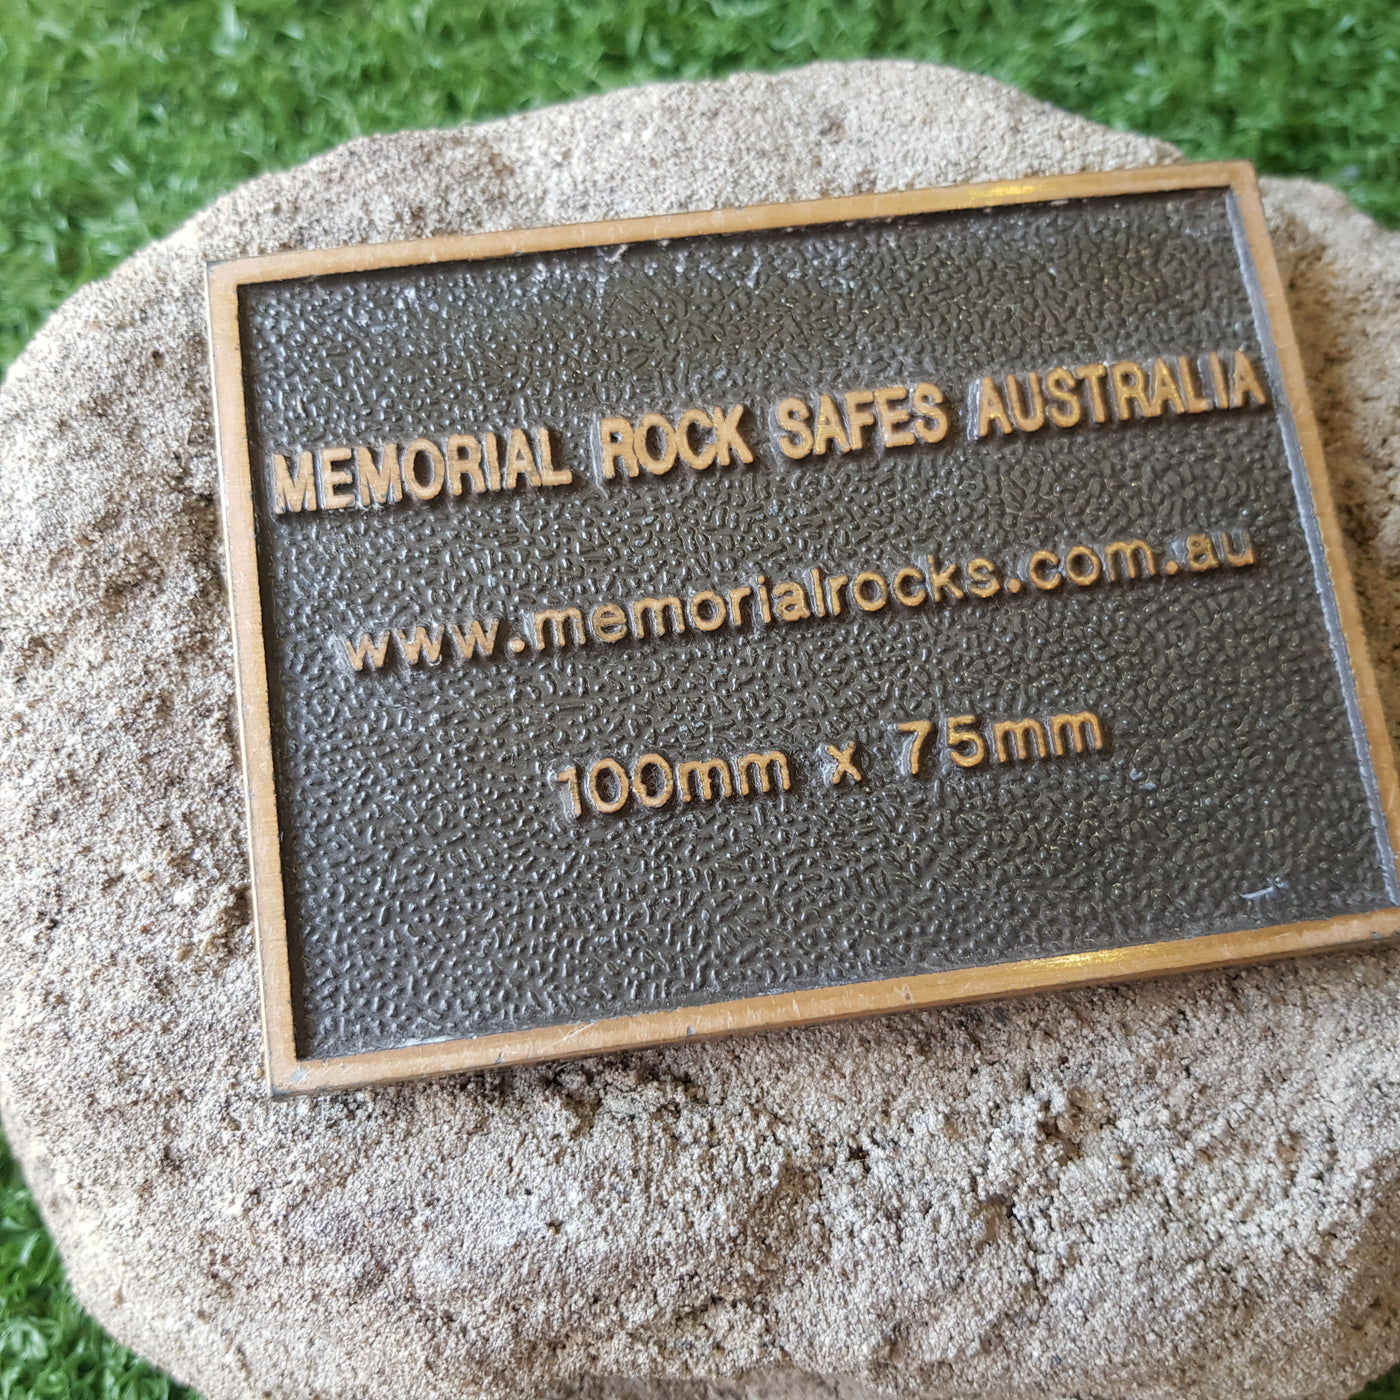 MEMORIAL ROCK SAFES AUSTRALIA
www.memorialrocks.com.au
100mm x 75mm